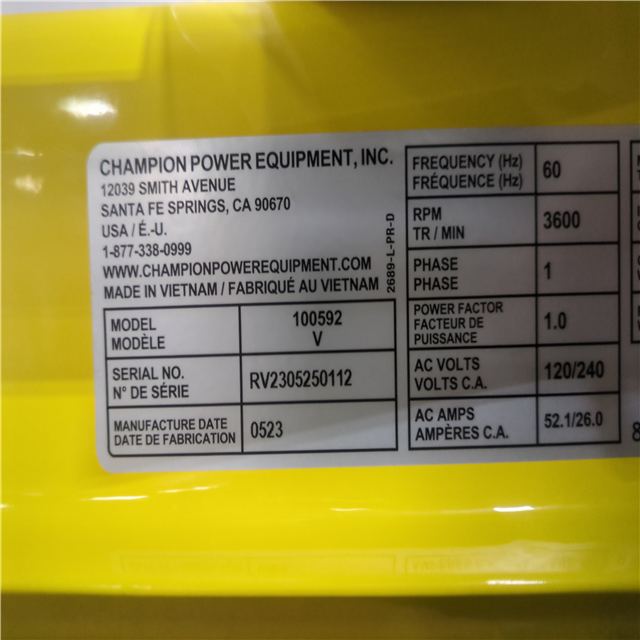 CHAMPION POWER EQUIPMENT, INC.
12039 SMITH AVENUE
SANTA FE SPRINGS, CA 90670
USA / É.-U.
1-877-338-0999
WWW.CHAMPIONPOWEREQUIPMENT.COM
MADE IN VIETNAM / FABRIQUÉ AU VIETNAM
2689-L-PR-D
MODEL
MODÈLE
100592
V
SERIAL NO.
N° DE SÉRIE
RV2305250112
MANUFACTURE DATE
DATE DE FABRICATION
0523
FREQUENCY (Hz)
FRÉQUENCE (Hz)
60
RPM
TR / MIN
3600
PHASE
PHASE
1
POWER FACTOR
FACTEUR DE
PUISSANCE
1.0
AC VOLTS
VOLTS C.A.
120/240
AC AMPS
AMPÈRES C.A.
52.1/26.0